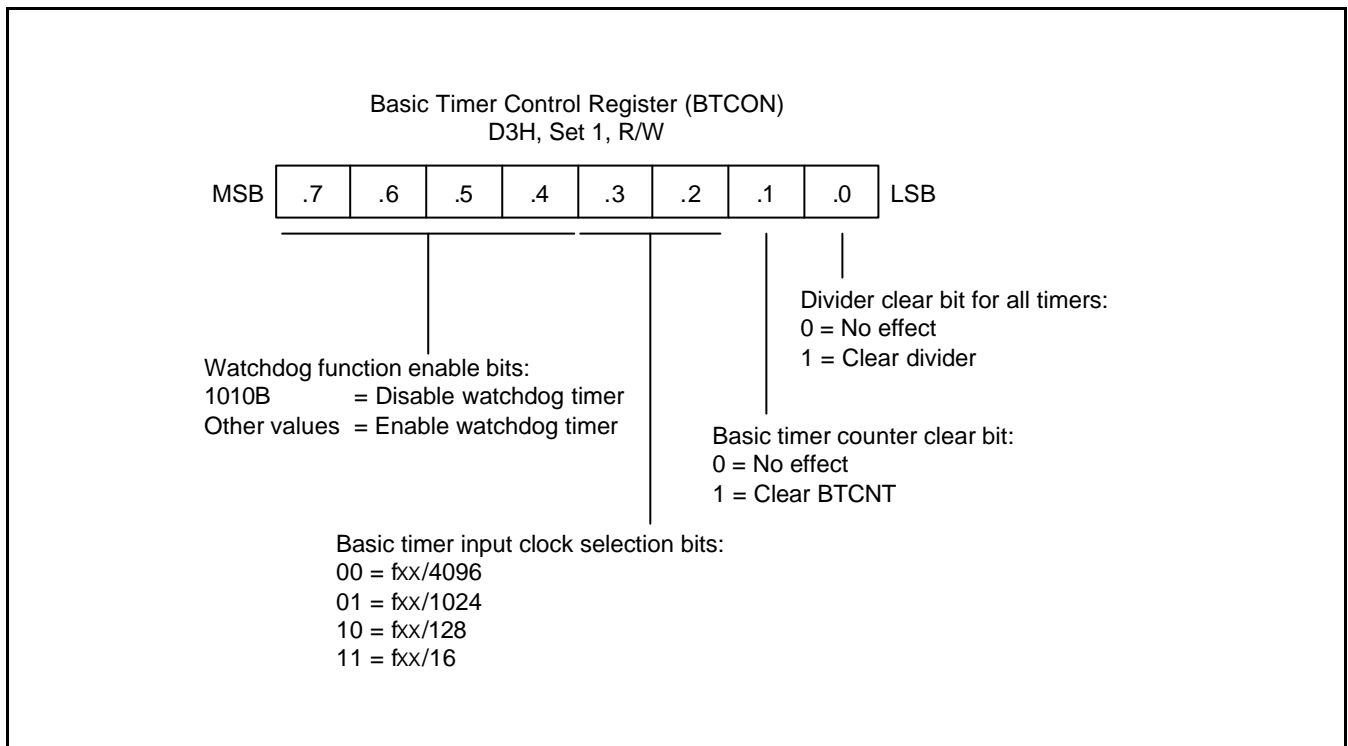 Basic Timer Control Register (BTCON)
D3H, Set 1, R/W
MSB .7 .6 .5 .4 .3 .2 .1 .0 LSB
Divider clear bit for all timers:
0 = No effect
1 = Clear divider
Watchdog function enable bits:
1010B = Disable watchdog timer
Other values = Enable watchdog timer
Basic timer counter clear bit:
0 = No effect
1 = Clear BTCNT
Basic timer input clock selection bits:
00 = fxx/4096
01 = fxx/1024
10 = fxx/128
11 = fxx/16